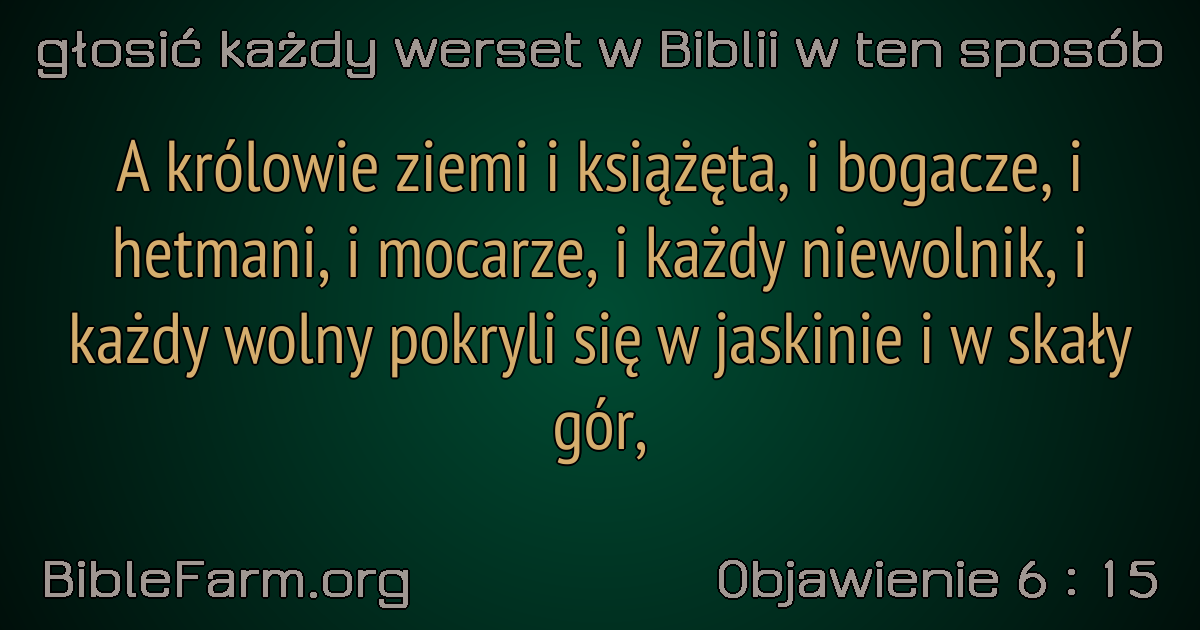 głosić każdy werset w Biblii w ten sposób
A królowie ziemi i książęta, i bogacze, i
hetmani, i mocarze, i każdy niewolnik, i
każdy wolny pokryli się w jaskinie i w skały
gór,
BibleFarm.org
Objawienie 6 : 15